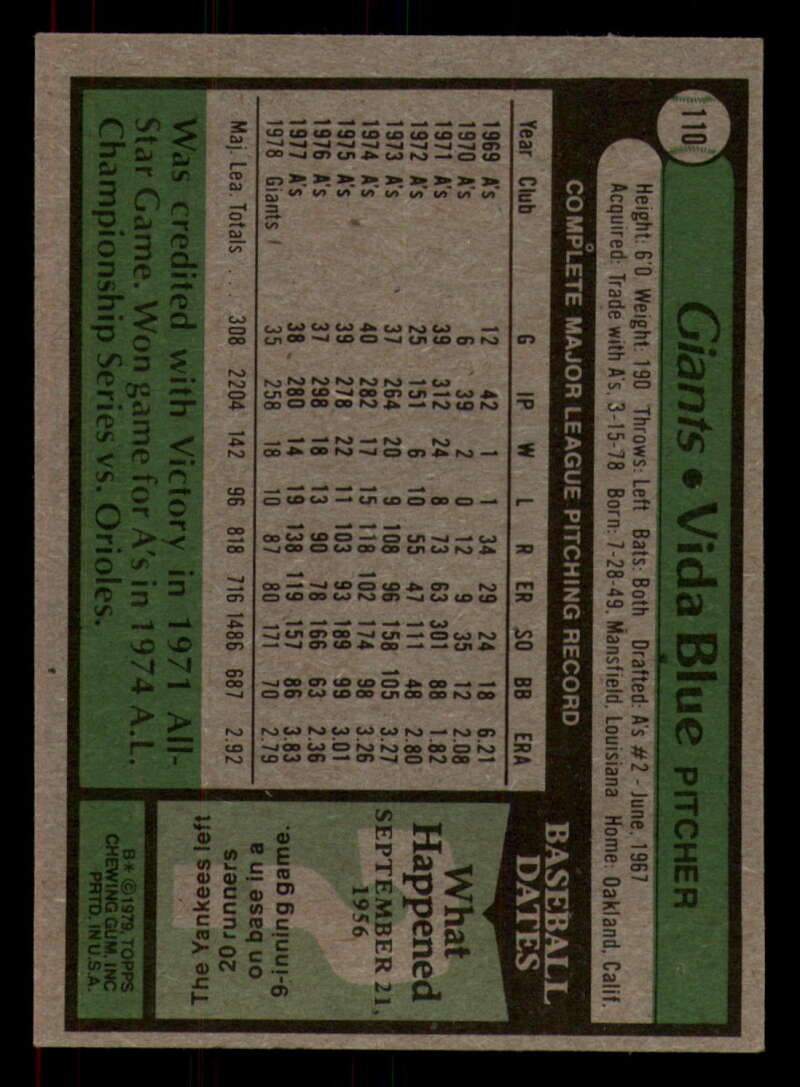 110
Giants • Vida Blue PITCHER
Height: 6'0 Weight: 190 Throws: Left Bats: Both Drafted: A's #2 - June, 1967
Acquired: Trade with A's, 3-15-78 Born: 7-28-49, Mansfield, Louisiana Home: Oakland, Calif.
COMPLETE MAJOR LEAGUE PITCHING RECORD
Year Club G IP W L R ER SO BB ERA
1969 A's 12 42 1 1 34 29 24 18 6.21
1970 A's 6 39 2 0 12 9 35 12 2.08
1971 A's 39 312 24 8 73 63 301 88 1.82
1972 A's 25 151 6 10 55 47 111 48 2.80
1973 A's 37 264 20 9 108 96 158 105 3.27
1974 A's 40 282 17 15 118 102 174 98 3.26
1975 A's 39 278 22 11 103 93 189 99 3.01
1976 A's 37 298 18 13 90 78 166 63 2.36
1977 A's 38 280 14 19 138 119 157 86 3.83
1978 Giants 35 258 18 10 87 80 171 70 2.79
Maj. Lea. Totals . . . 308 2204 142 96 818 716 1486 687 2.92
Was credited with Victory in 1971 All-
Star Game. Won game for A's in 1974 A.L.
Championship Series vs. Orioles.
BASEBALL
DATES
What
Happened
SEPTEMBER 21,
1956
The Yankees left
20 runners
on base in a
9-inning game.
B* ©1979, TOPPS
CHEWING GUM, INC
PRTD. IN U.S.A.